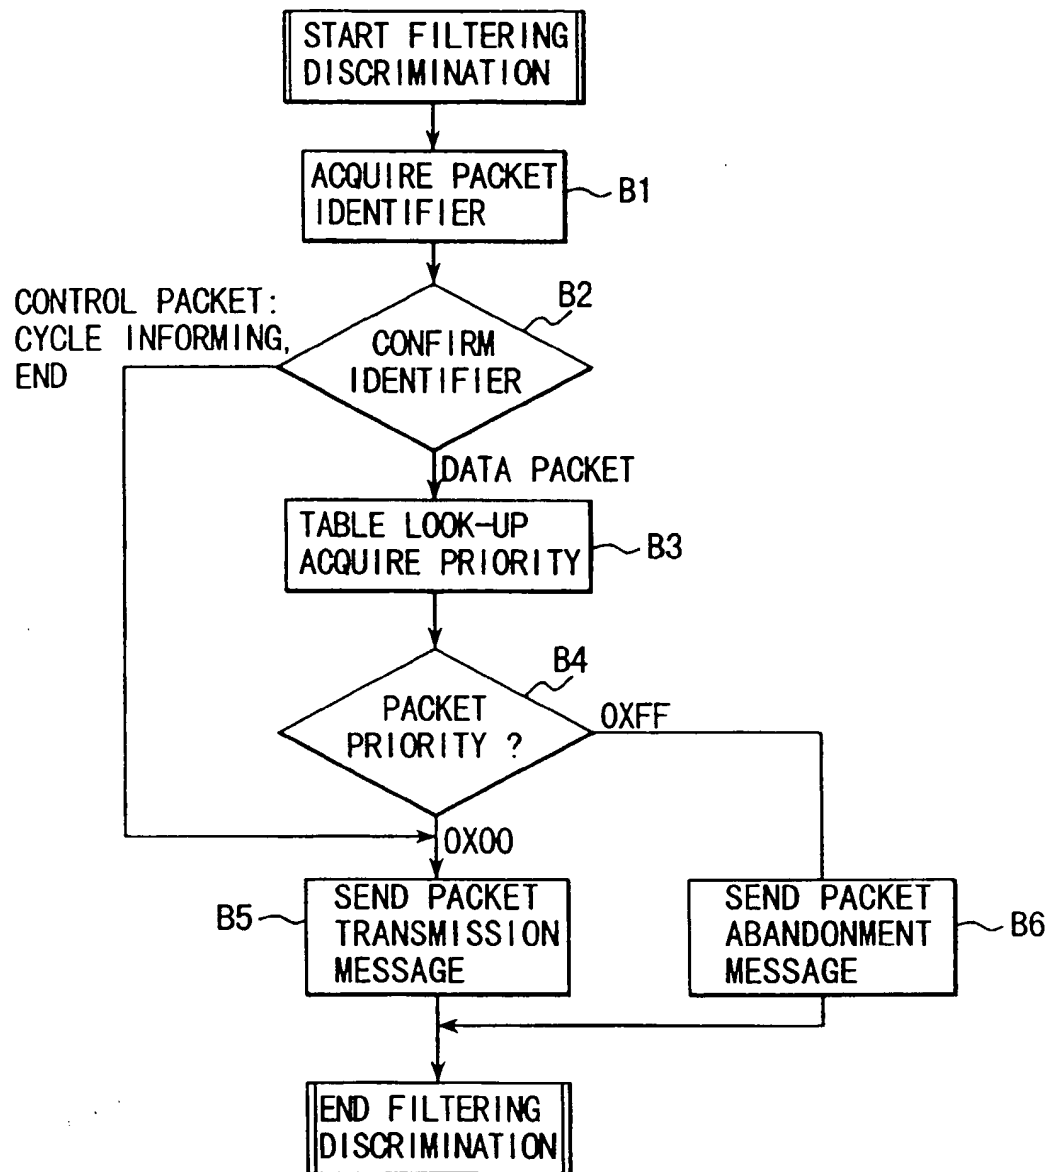 START FILTERING
DISCRIMINATION
ACQUIRE PACKET
IDENTIFIER
B1
CONTROL PACKET:
CYCLE INFORMING,
END
B2
CONFIRM
IDENTIFIER
DATA PACKET
TABLE LOOK-UP
ACQUIRE PRIORITY
B3
B4
PACKET
PRIORITY ?
0XFF
0X00
B5
SEND PACKET
TRANSMISSION
MESSAGE
SEND PACKET
ABANDONMENT
MESSAGE
B6
END FILTERING
DISCRIMINATION